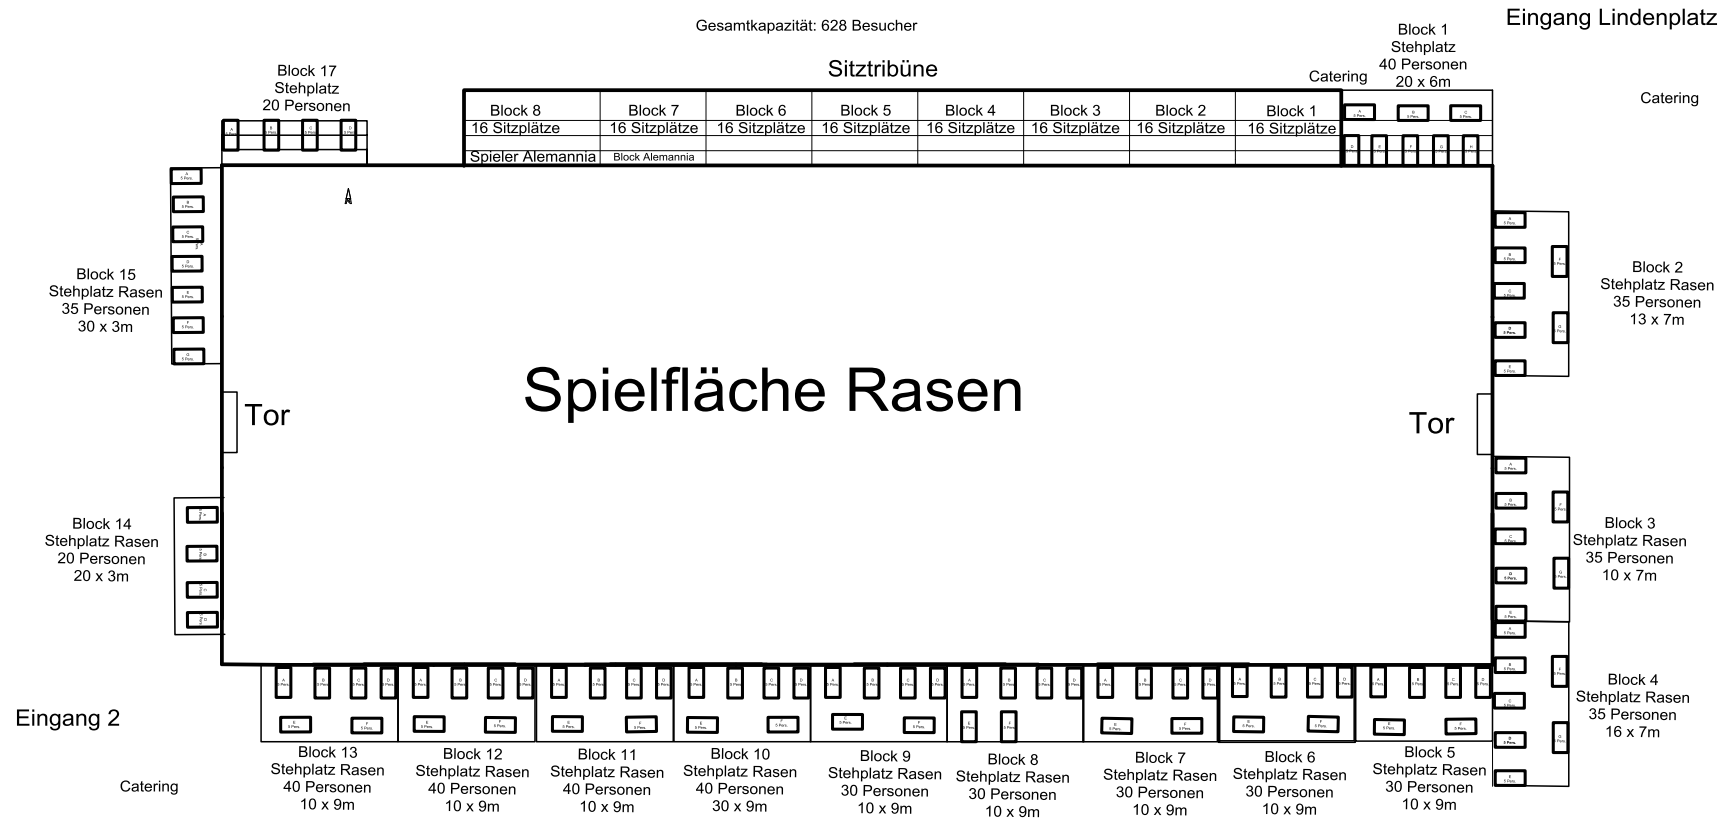 Eingang Lindenplatz
Gesamtkapazität: 628 Besucher
Block 1
Stehplatz
40 Personen
20 x 6m
Catering
Catering
Sitztribüne
Block 17
Stehplatz
20 Personen
Block 8
Block 7
Block 6
Block 5
Block 4
Block 3
Block 2
Block 1
16 Sitzplätze
16 Sitzplätze
16 Sitzplätze
16 Sitzplätze
16 Sitzplätze
16 Sitzplätze
16 Sitzplätze
16 Sitzplätze
Spieler Alemannia
Block Alemannia
Block 15
Stehplatz Rasen
35 Personen
30 x 3m
Block 2
Stehplatz Rasen
35 Personen
13 x 7m
Spielfläche Rasen
Tor
Tor
Block 14
Stehplatz Rasen
20 Personen
20 x 3m
Block 3
Stehplatz Rasen
35 Personen
10 x 7m
Block 4
Stehplatz Rasen
35 Personen
16 x 7m
Eingang 2
Catering
Block 13
Stehplatz Rasen
40 Personen
10 x 9m
Block 12
Stehplatz Rasen
40 Personen
10 x 9m
Block 11
Stehplatz Rasen
40 Personen
10 x 9m
Block 10
Stehplatz Rasen
40 Personen
30 x 9m
Block 9
Stehplatz Rasen
30 Personen
10 x 9m
Block 8
Stehplatz Rasen
30 Personen
10 x 9m
Block 7
Stehplatz Rasen
30 Personen
10 x 9m
Block 6
Stehplatz Rasen
30 Personen
10 x 9m
Block 5
Stehplatz Rasen
30 Personen
10 x 9m